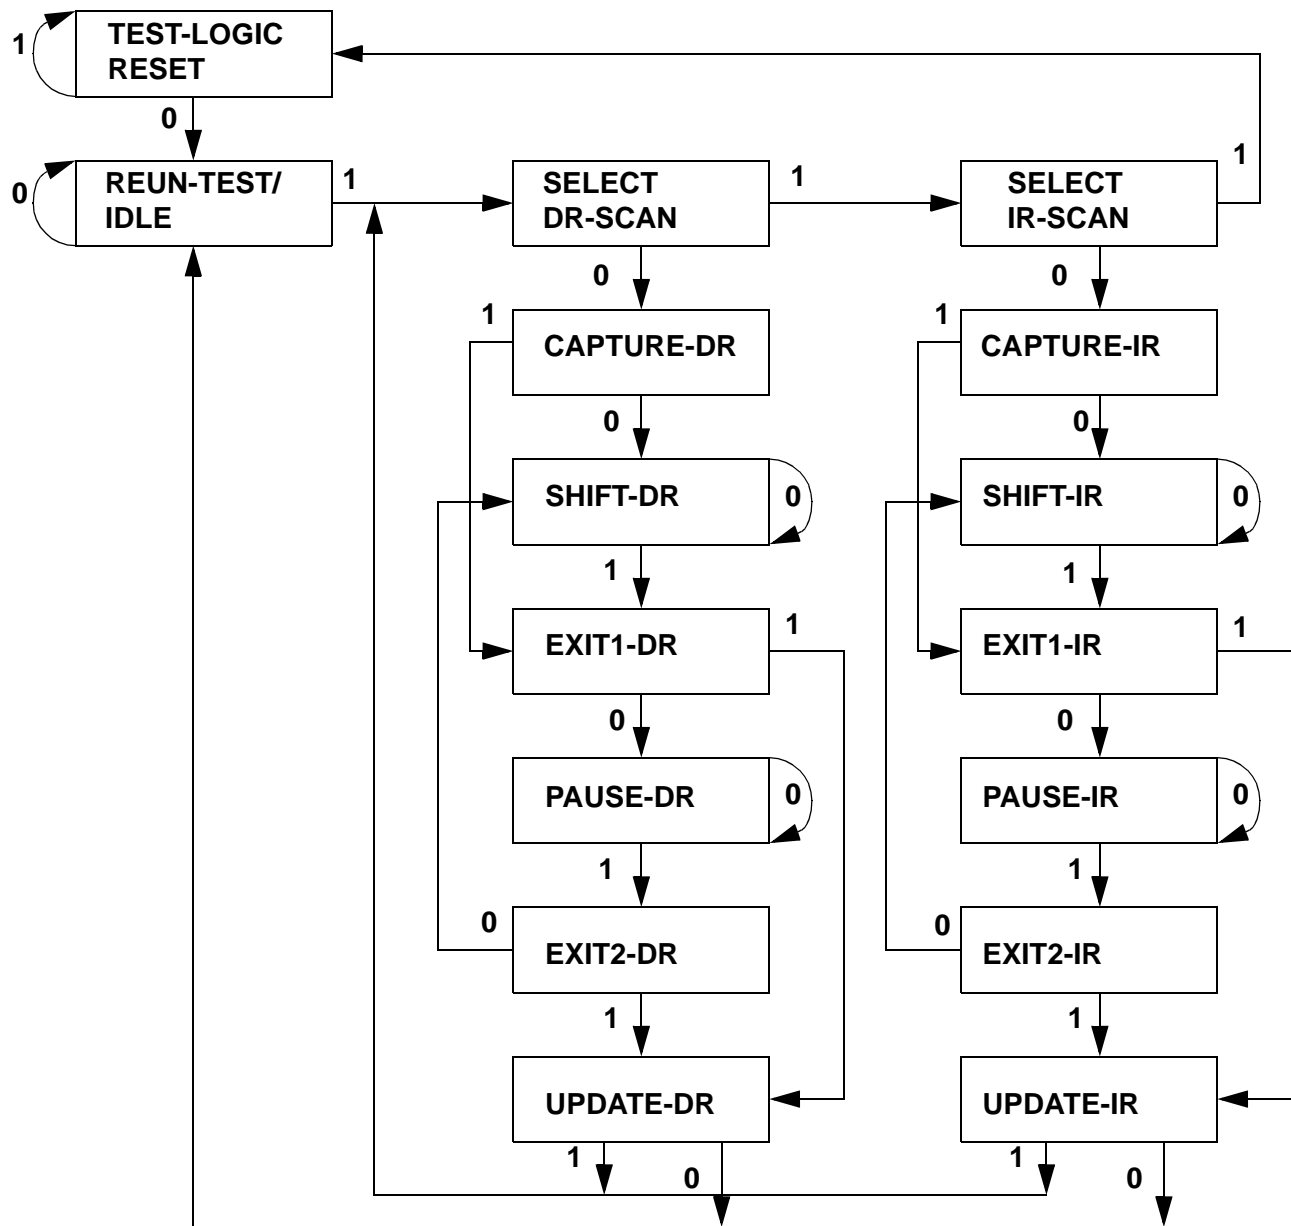 TEST-LOGIC
RESET
1
0
REUN-TEST/
IDLE
0
1
SELECT
DR-SCAN
1
SELECT
IR-SCAN
1
0
0
1
CAPTURE-DR
1
CAPTURE-IR
0
0
SHIFT-DR
0
SHIFT-IR
0
1
1
EXIT1-DR
1
EXIT1-IR
1
0
0
PAUSE-DR
0
PAUSE-IR
0
1
1
0
EXIT2-DR
0
EXIT2-IR
1
1
UPDATE-DR
UPDATE-IR
1
0
1
0